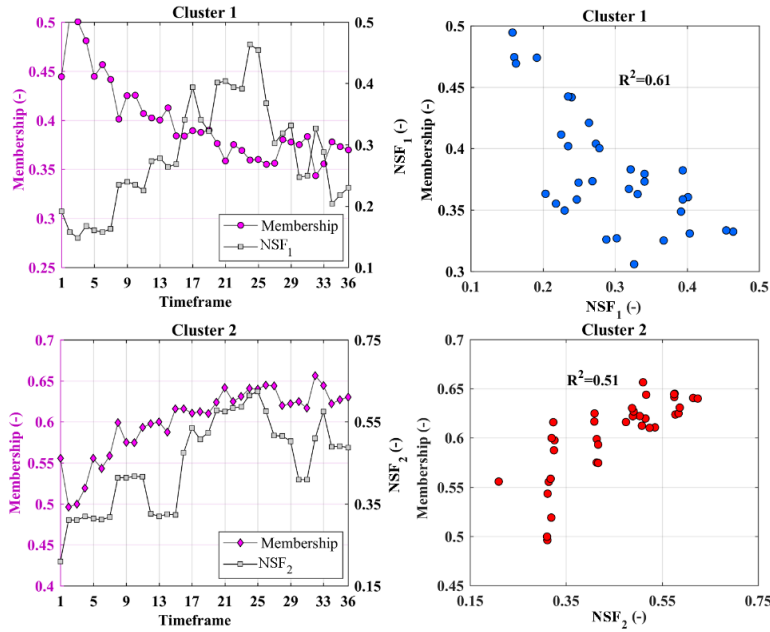 Cluster 1
0.5
0.45
0.4
0.35
0.3
0.25
Membership (-)
0.5
0.4
0.3
0.2
0.1
NSF1 (-)
Membership
NSF1
1 5 9 13 17 21 25 29 33 36
Timeframe
Cluster 1
R²=0.61
0.5
0.45
0.4
0.35
0.3
Membership (-)
0.1 0.2 0.3 0.4 0.5
NSF1 (-)
Cluster 2
0.7
0.65
0.6
0.55
0.5
0.45
0.4
Membership (-)
0.75
0.55
0.35
0.15
NSF2 (-)
Membership
NSF2
1 5 9 13 17 21 25 29 33 36
Timeframe
Cluster 2
R²=0.51
0.7
0.65
0.6
0.55
0.5
0.45
Membership (-)
0.15 0.35 0.55 0.75
NSF2 (-)